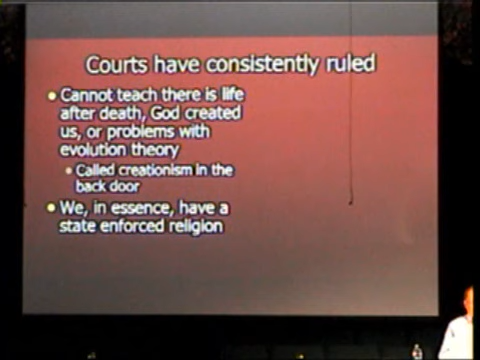 Courts have consistently ruled
Cannot teach there is life
after death, God created
us, or problems with
evolution theory
Called creationism in the
back door
We, in essence, have a
state enforced religion